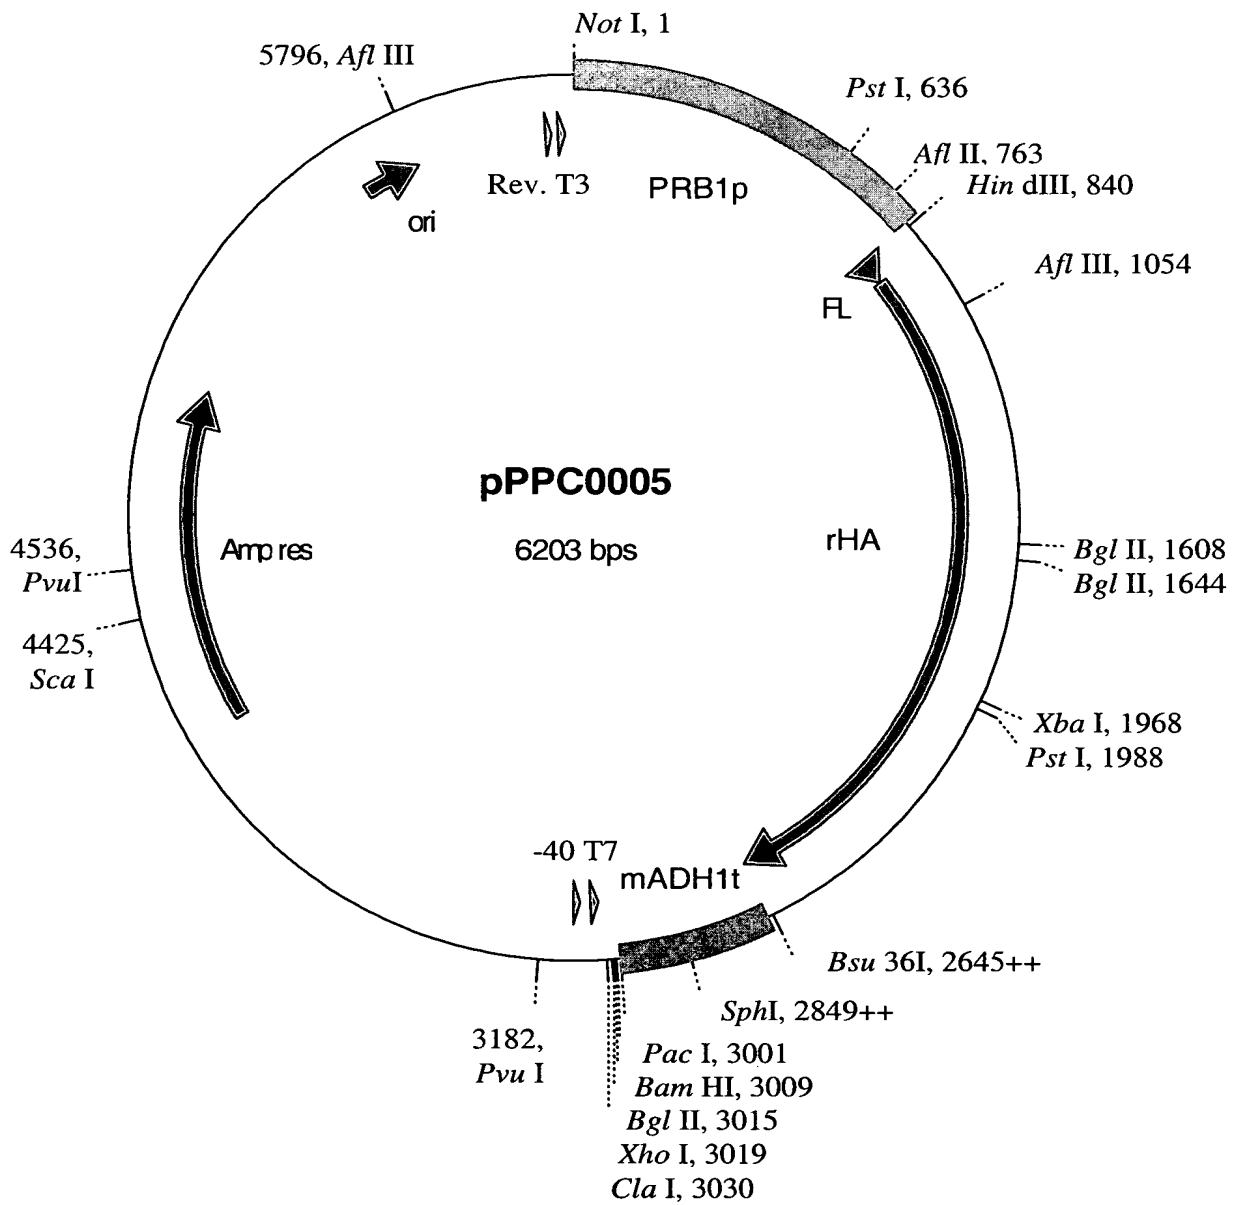 Not I, 1
5796, Afl III
Pst I, 636
Afl II, 763
Hin dIII, 840
Rev. T3
PRB1p
ori
Afl III, 1054
FL
pPPC0005
6203 bps
rHA
Amp res
4536,
PvuI
Bgl II, 1608
Bgl II, 1644
4425,
Sca I
Xba I, 1968
Pst I, 1988
-40 T7
mADH1t
Bsu 36I, 2645++
SphI, 2849++
3182,
Pvu I
Pac I, 3001
Bam HI, 3009
Bgl II, 3015
Xho I, 3019
Cla I, 3030